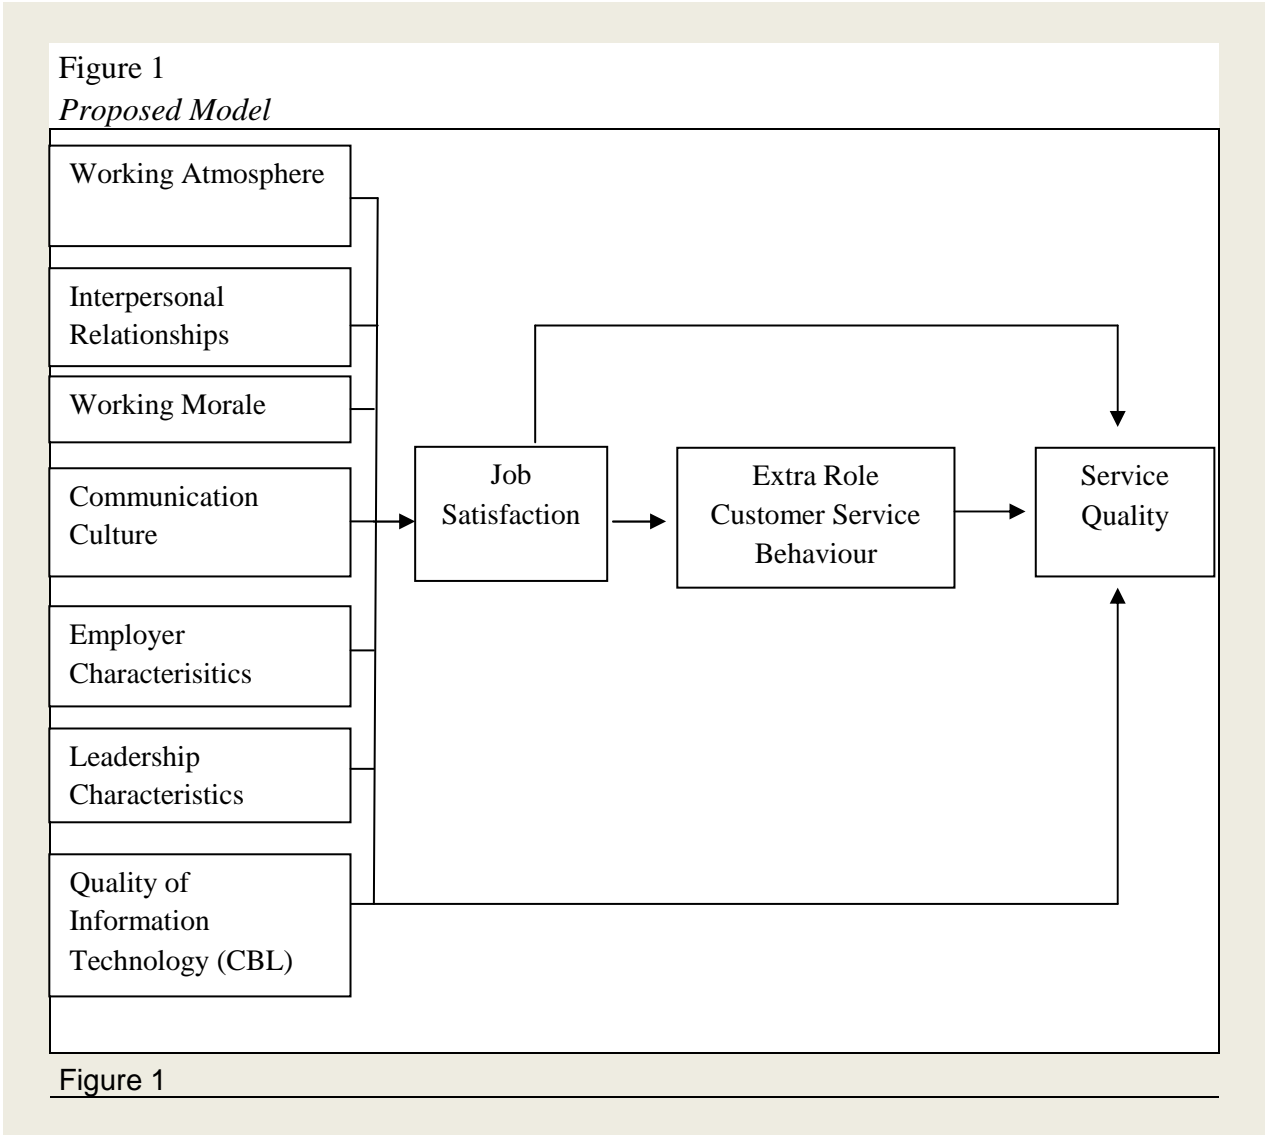 Figure 1
Proposed Model
Working Atmosphere
Interpersonal
Relationships
Working Morale
Communication
Culture
Employer
Characterisitics
Leadership
Characteristics
Quality of
Information
Technology (CBL)
Job
Satisfaction
Extra Role
Customer Service
Behaviour
Service
Quality
Figure 1